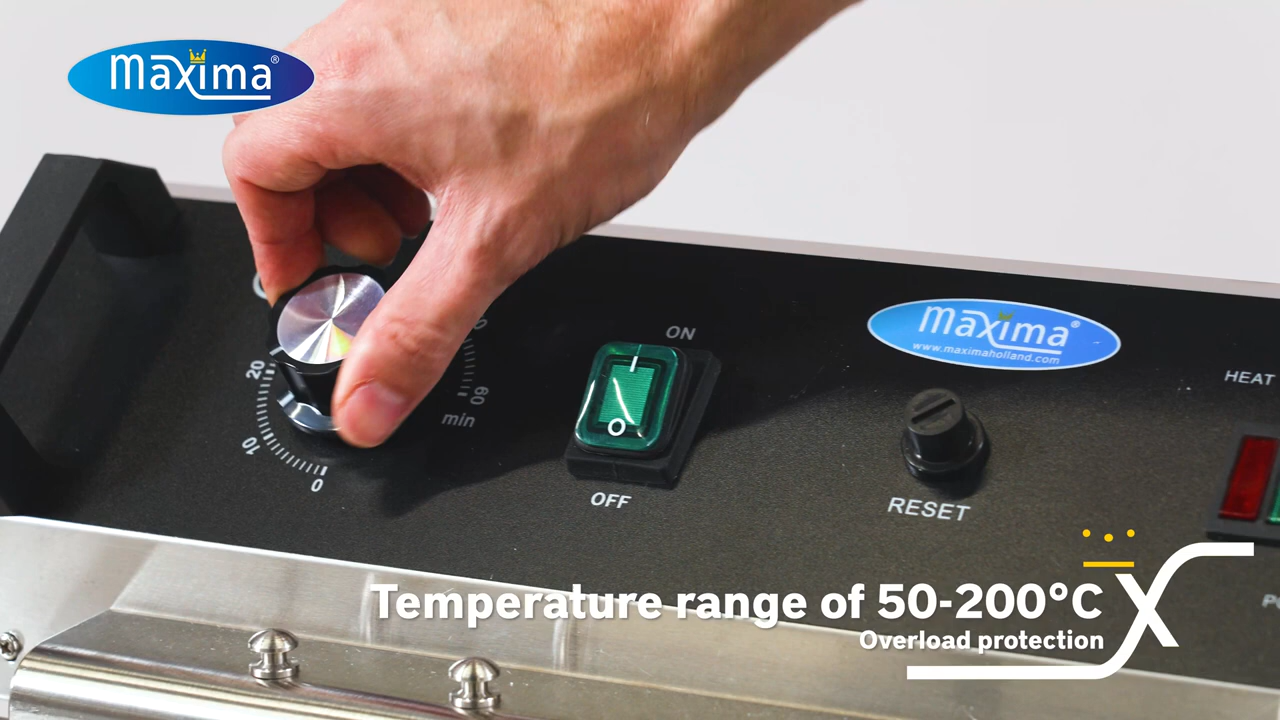 maxima®
ON
maxima®
www.maximaholland.com
HEAT
20
10
0
60
min
OFF
RESET
Temperature range of 50-200°C
Overload protection